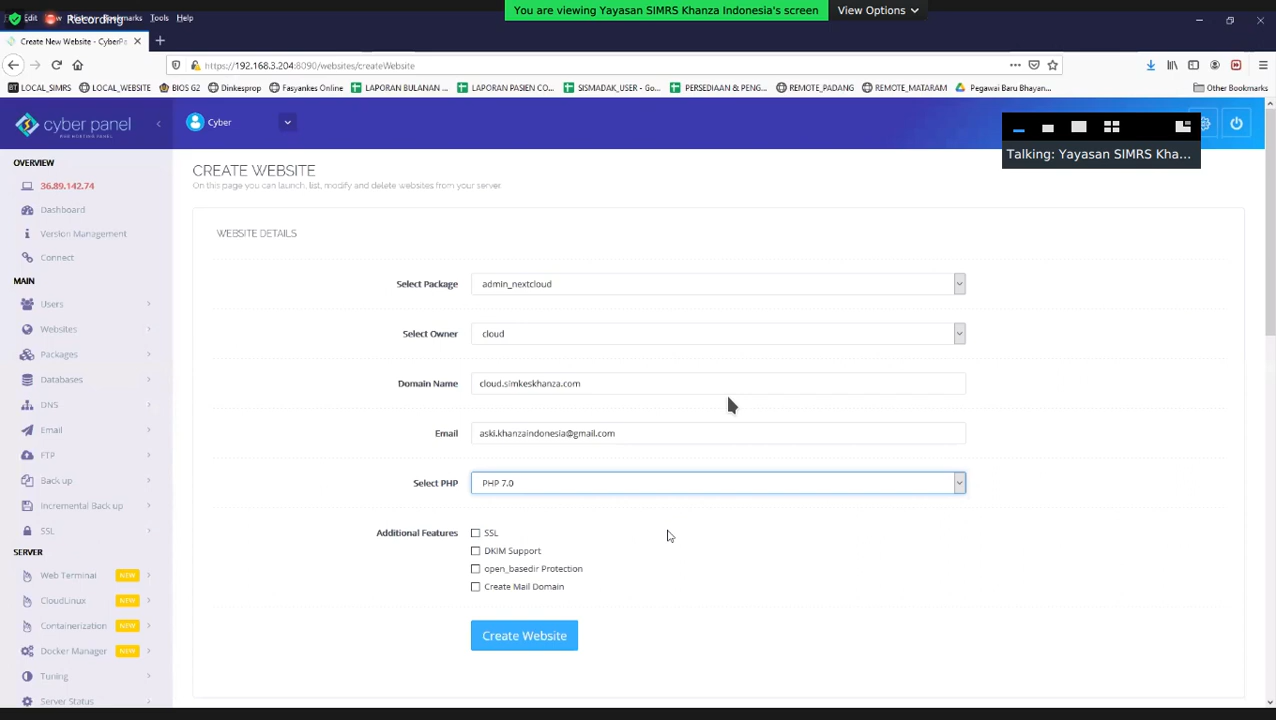 You are viewing Yayasan SIMRS Khanza Indonesia's screen
View Options
Recording
Tools Help
Create New Website - CyberPa
https://192.168.3.204:8090/websites/createWebsite
LOCAL_SIMRS
LOCAL_WEBSITE
BIOS G2
Dinkesprop
Fasyankes Online
LAPORAN BULANAN ...
LAPORAN PASIEN CO...
SISMADAK_USER - Go...
PERSEDIAAN & PENG...
REMOTE_PADANG
REMOTE_MATARAM
Pegawai Baru Bhayan...
Other Bookmarks
cyber panel
WEB HOSTING PANEL
Cyber
Talking: Yayasan SIMRS Kha...
OVERVIEW
36.89.142.74
Dashboard
Version Management
Connect
MAIN
Users
Websites
Packages
Databases
DNS
Email
FTP
Back up
Incremental Back up
SSL
SERVER
Web Terminal NEW
CloudLinux NEW
Containerization NEW
Docker Manager NEW
Tuning
Server Status
CREATE WEBSITE
On this page you can launch, list, modify and delete websites from your server.
WEBSITE DETAILS
Select Package admin_nextcloud
Select Owner cloud
Domain Name cloud.simkeskhanza.com
Email aski.khanzaindonesia@gmail.com
Select PHP PHP 7.0
Additional Features SSL
DKIM Support
open_basedir Protection
Create Mail Domain
Create Website